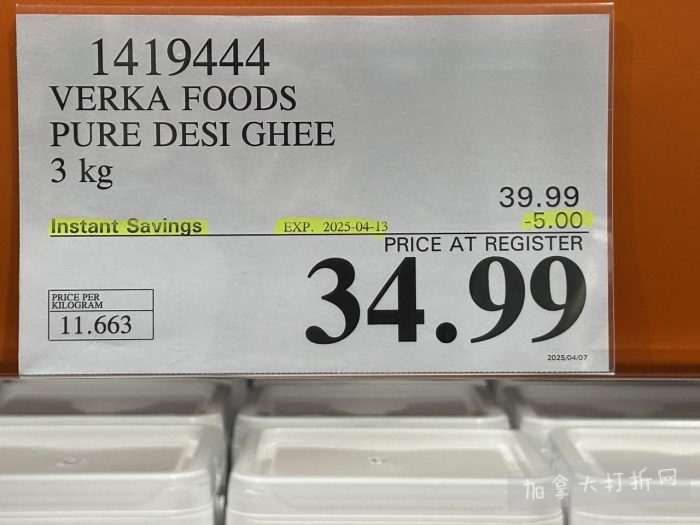 1419444
VERKA FOODS
PURE DESI GHEE
3 kg
39.99
Instant Savings EXP. 2025-04-13 -5.00
PRICE AT REGISTER
34.99
PRICE PER
KILOGRAM
11.663
2025/04/07
加拿大打折网